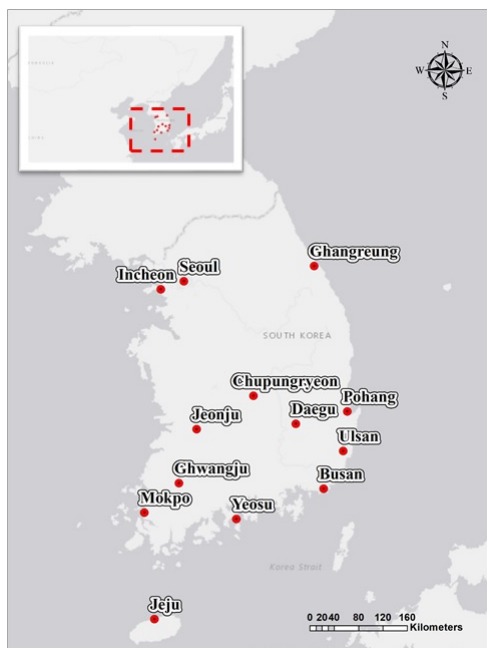 N
W E
S
Ghangreung
Seoul
Incheon
SOUTH KOREA
Chupungryeon
Pohang
Daegu
Jeonju
Ulsan
Ghwangju
Busan
Mokpo
Yeosu
Korea Strait
Jeju
0 20 40 80 120 160
Kilometers